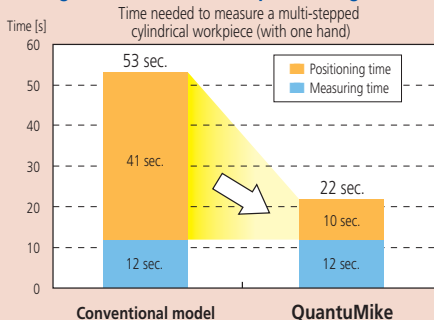 Time needed to measure a multi-stepped
cylindrical workpiece (with one hand)
Time [s]
60
50
40
30
20
10
0
53 sec.
41 sec.
12 sec.
Positioning time
Measuring time
22 sec.
10 sec.
12 sec.
Conventional model
QuantuMike